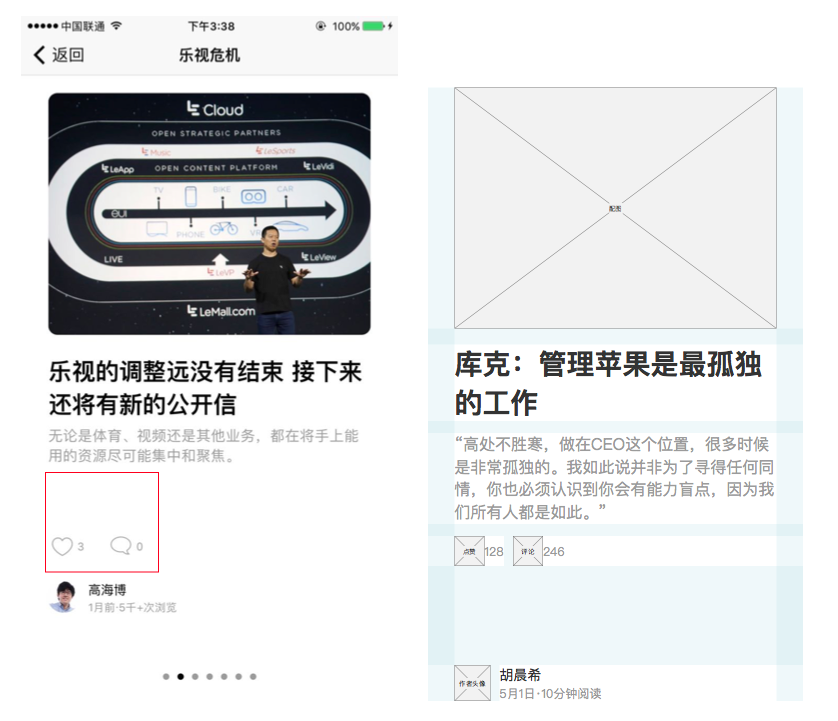 中国联通
下午3:38
100%
返回
乐视危机
Cloud
OPEN STRATEGIC PARTNERS
Music
LeSports
LeApp
OPEN CONTENT PLATFORM
LeVidi
TV
BIKE
CAR
eUI
PHONE
VR
LIVE
LeVP
LeView
LeMall.com
乐视的调整远没有结束 接下来
还将有新的公开信
无论是体育、视频还是其他业务，都在将手上能
用的资源尽可能集中和聚焦。
3
0
高海博
1月前·5千+次浏览
配图
库克：管理苹果是最孤独
的工作
“高处不胜寒，做在CEO这个位置，很多时候
是非常孤独的。我如此说并非为了寻得任何同
情，你也必须认识到你会有能力盲点，因为我
们所有人都是如此。”
点赞
128
评论
246
作者头像
胡晨希
5月1日·10分钟阅读